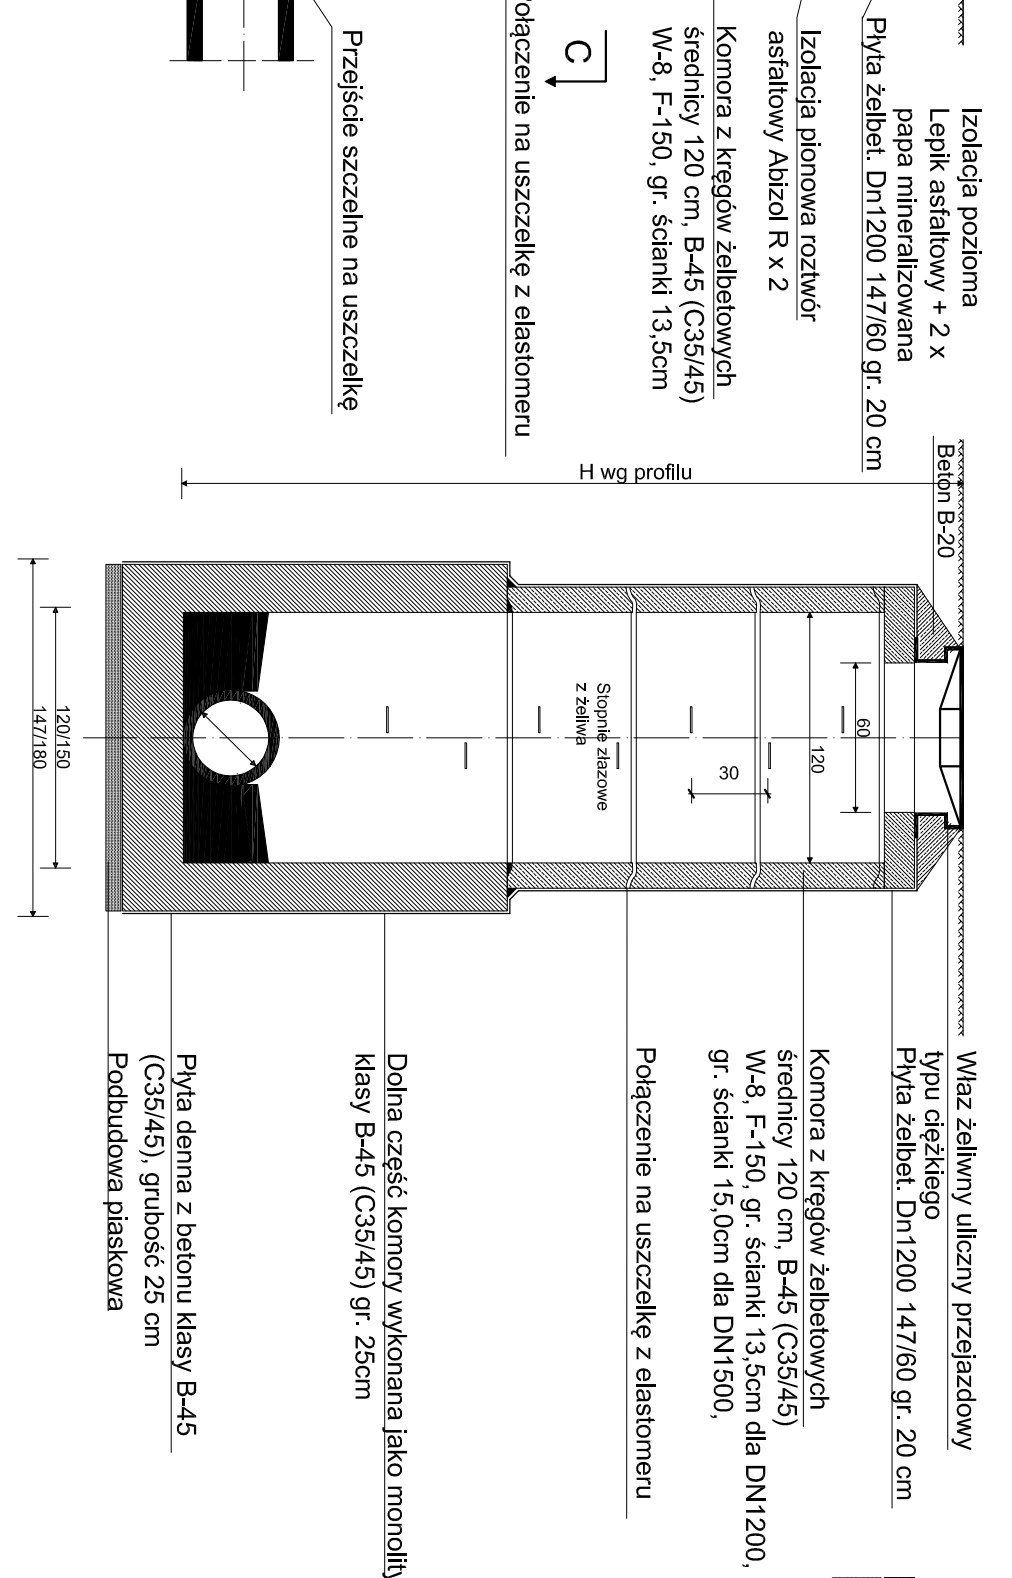 Izolacja pozioma
Lepik asfaltowy + 2 x
papa mineralizowana
Płyta żelbet. Dn1200 147/60 gr. 20 cm
Izolacja pionowa roztwór
asfaltowy Abizol R x 2
Komora z kręgów żelbetowych
średnicy 120 cm, B-45 (C35/45)
W-8, F-150, gr. ścianki 13,5cm
C
ołączenie na uszczelkę z elastomeru
Przejście szczelne na uszczelkę
Beton B-20
H wg profilu
60
120
30
Stopnie złazowe
z żeliwa
120/150
147/180
Właz żeliwny uliczny przejazdowy
typu ciężkiego
Płyta żelbet. Dn1200 147/60 gr. 20 cm
Komora z kręgów żelbetowych
średnicy 120 cm, B-45 (C35/45)
W-8, F-150, gr. ścianki 13,5cm dla DN1200,
gr. ścianki 15,0cm dla DN1500,
Połączenie na uszczelkę z elastomeru
Dolna część komory wykonana jako monolity
klasy B-45 (C35/45) gr. 25cm
Płyta denna z betonu klasy B-45
(C35/45), grubość 25 cm
Podbudowa piaskowa